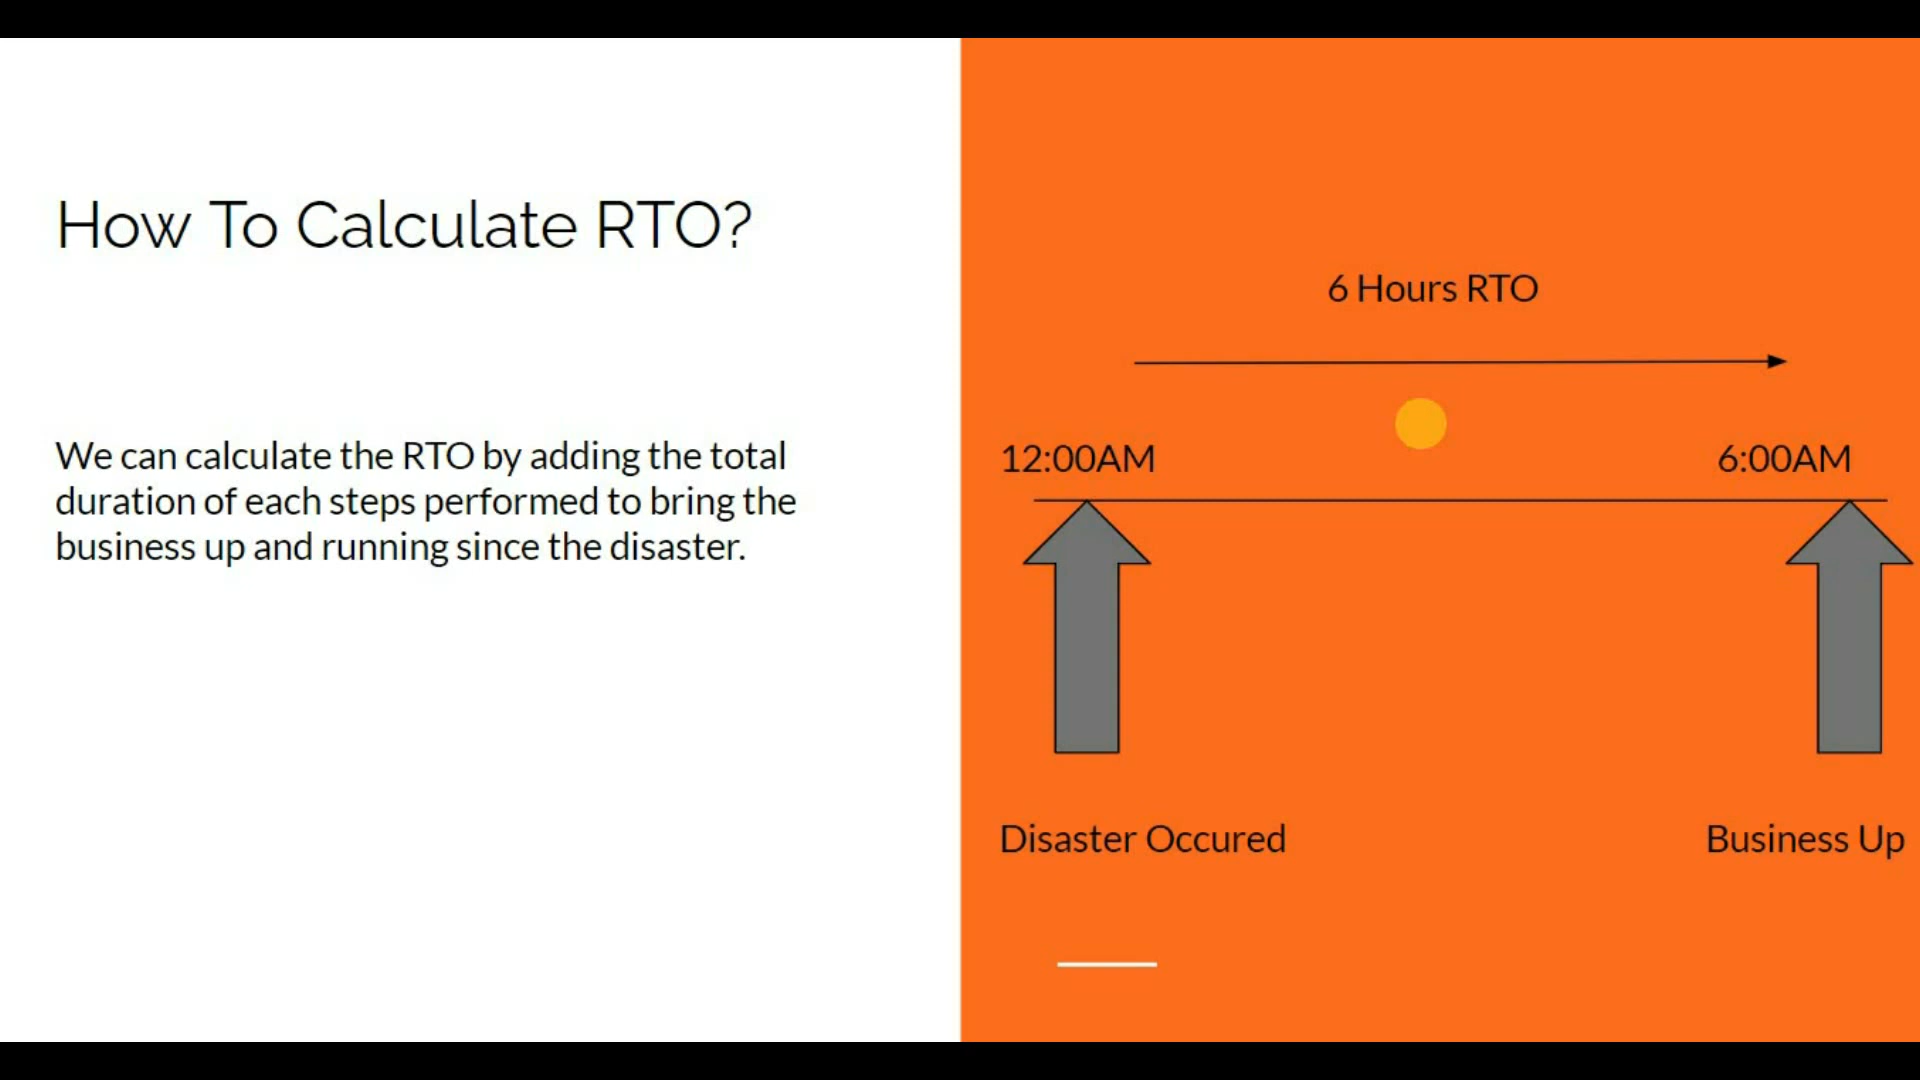 How To Calculate RTO?
We can calculate the RTO by adding the total
duration of each steps performed to bring the
business up and running since the disaster.
6 Hours RTO
12:00AM
6:00AM
Disaster Occured
Business Up